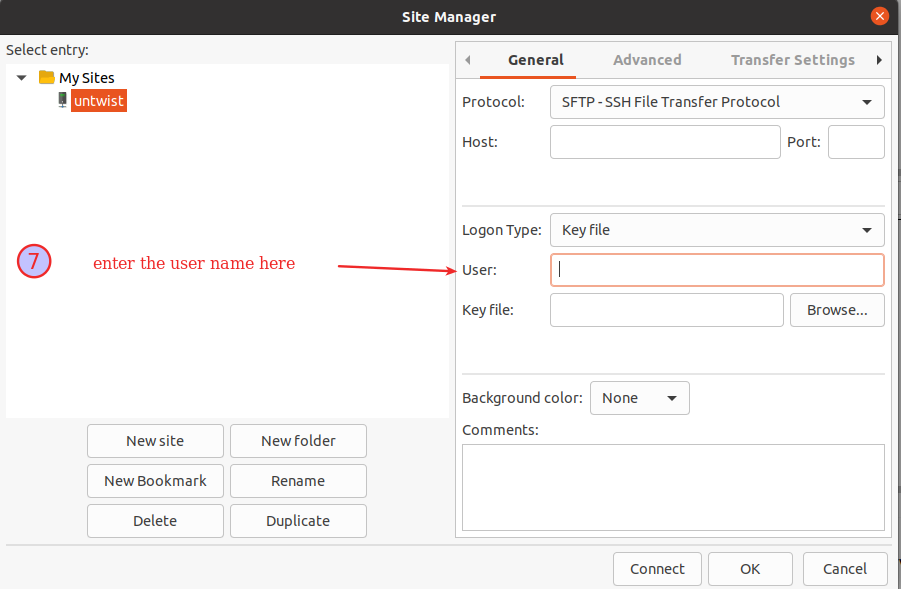 Site Manager
Select entry:
My Sites
untwist
General Advanced Transfer Settings
Protocol: SFTP - SSH File Transfer Protocol
Host: Port:
Logon Type: Key file
7 enter the user name here
User:
Key file: Browse...
Background color: None
Comments:
New site New folder
New Bookmark Rename
Delete Duplicate
Connect OK Cancel